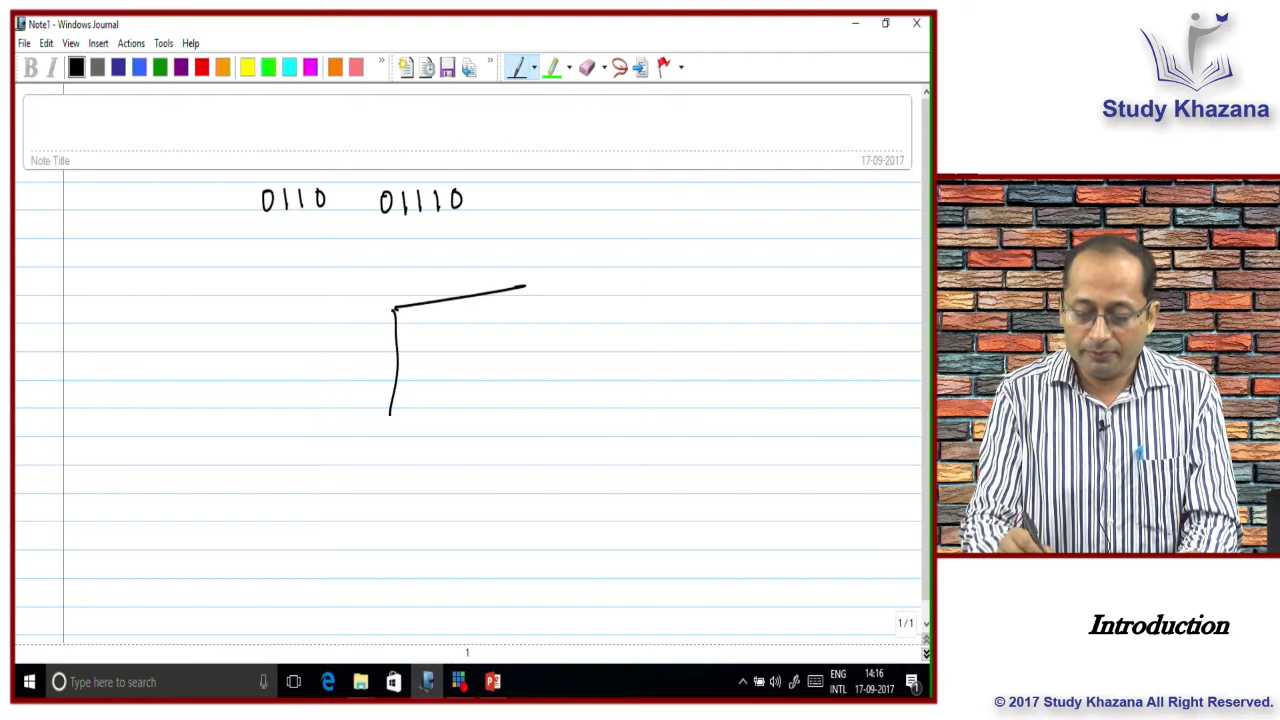 Note1 - Windows Journal
File Edit View Insert Actions Tools Help
B I
Note Title
17-09-2017
0110 01110
1 / 1
1
Type here to search
ENG
INTL
14:16
17-09-2017
1
Study Khazana
Introduction
© 2017 Study Khazana All Right Reserved.